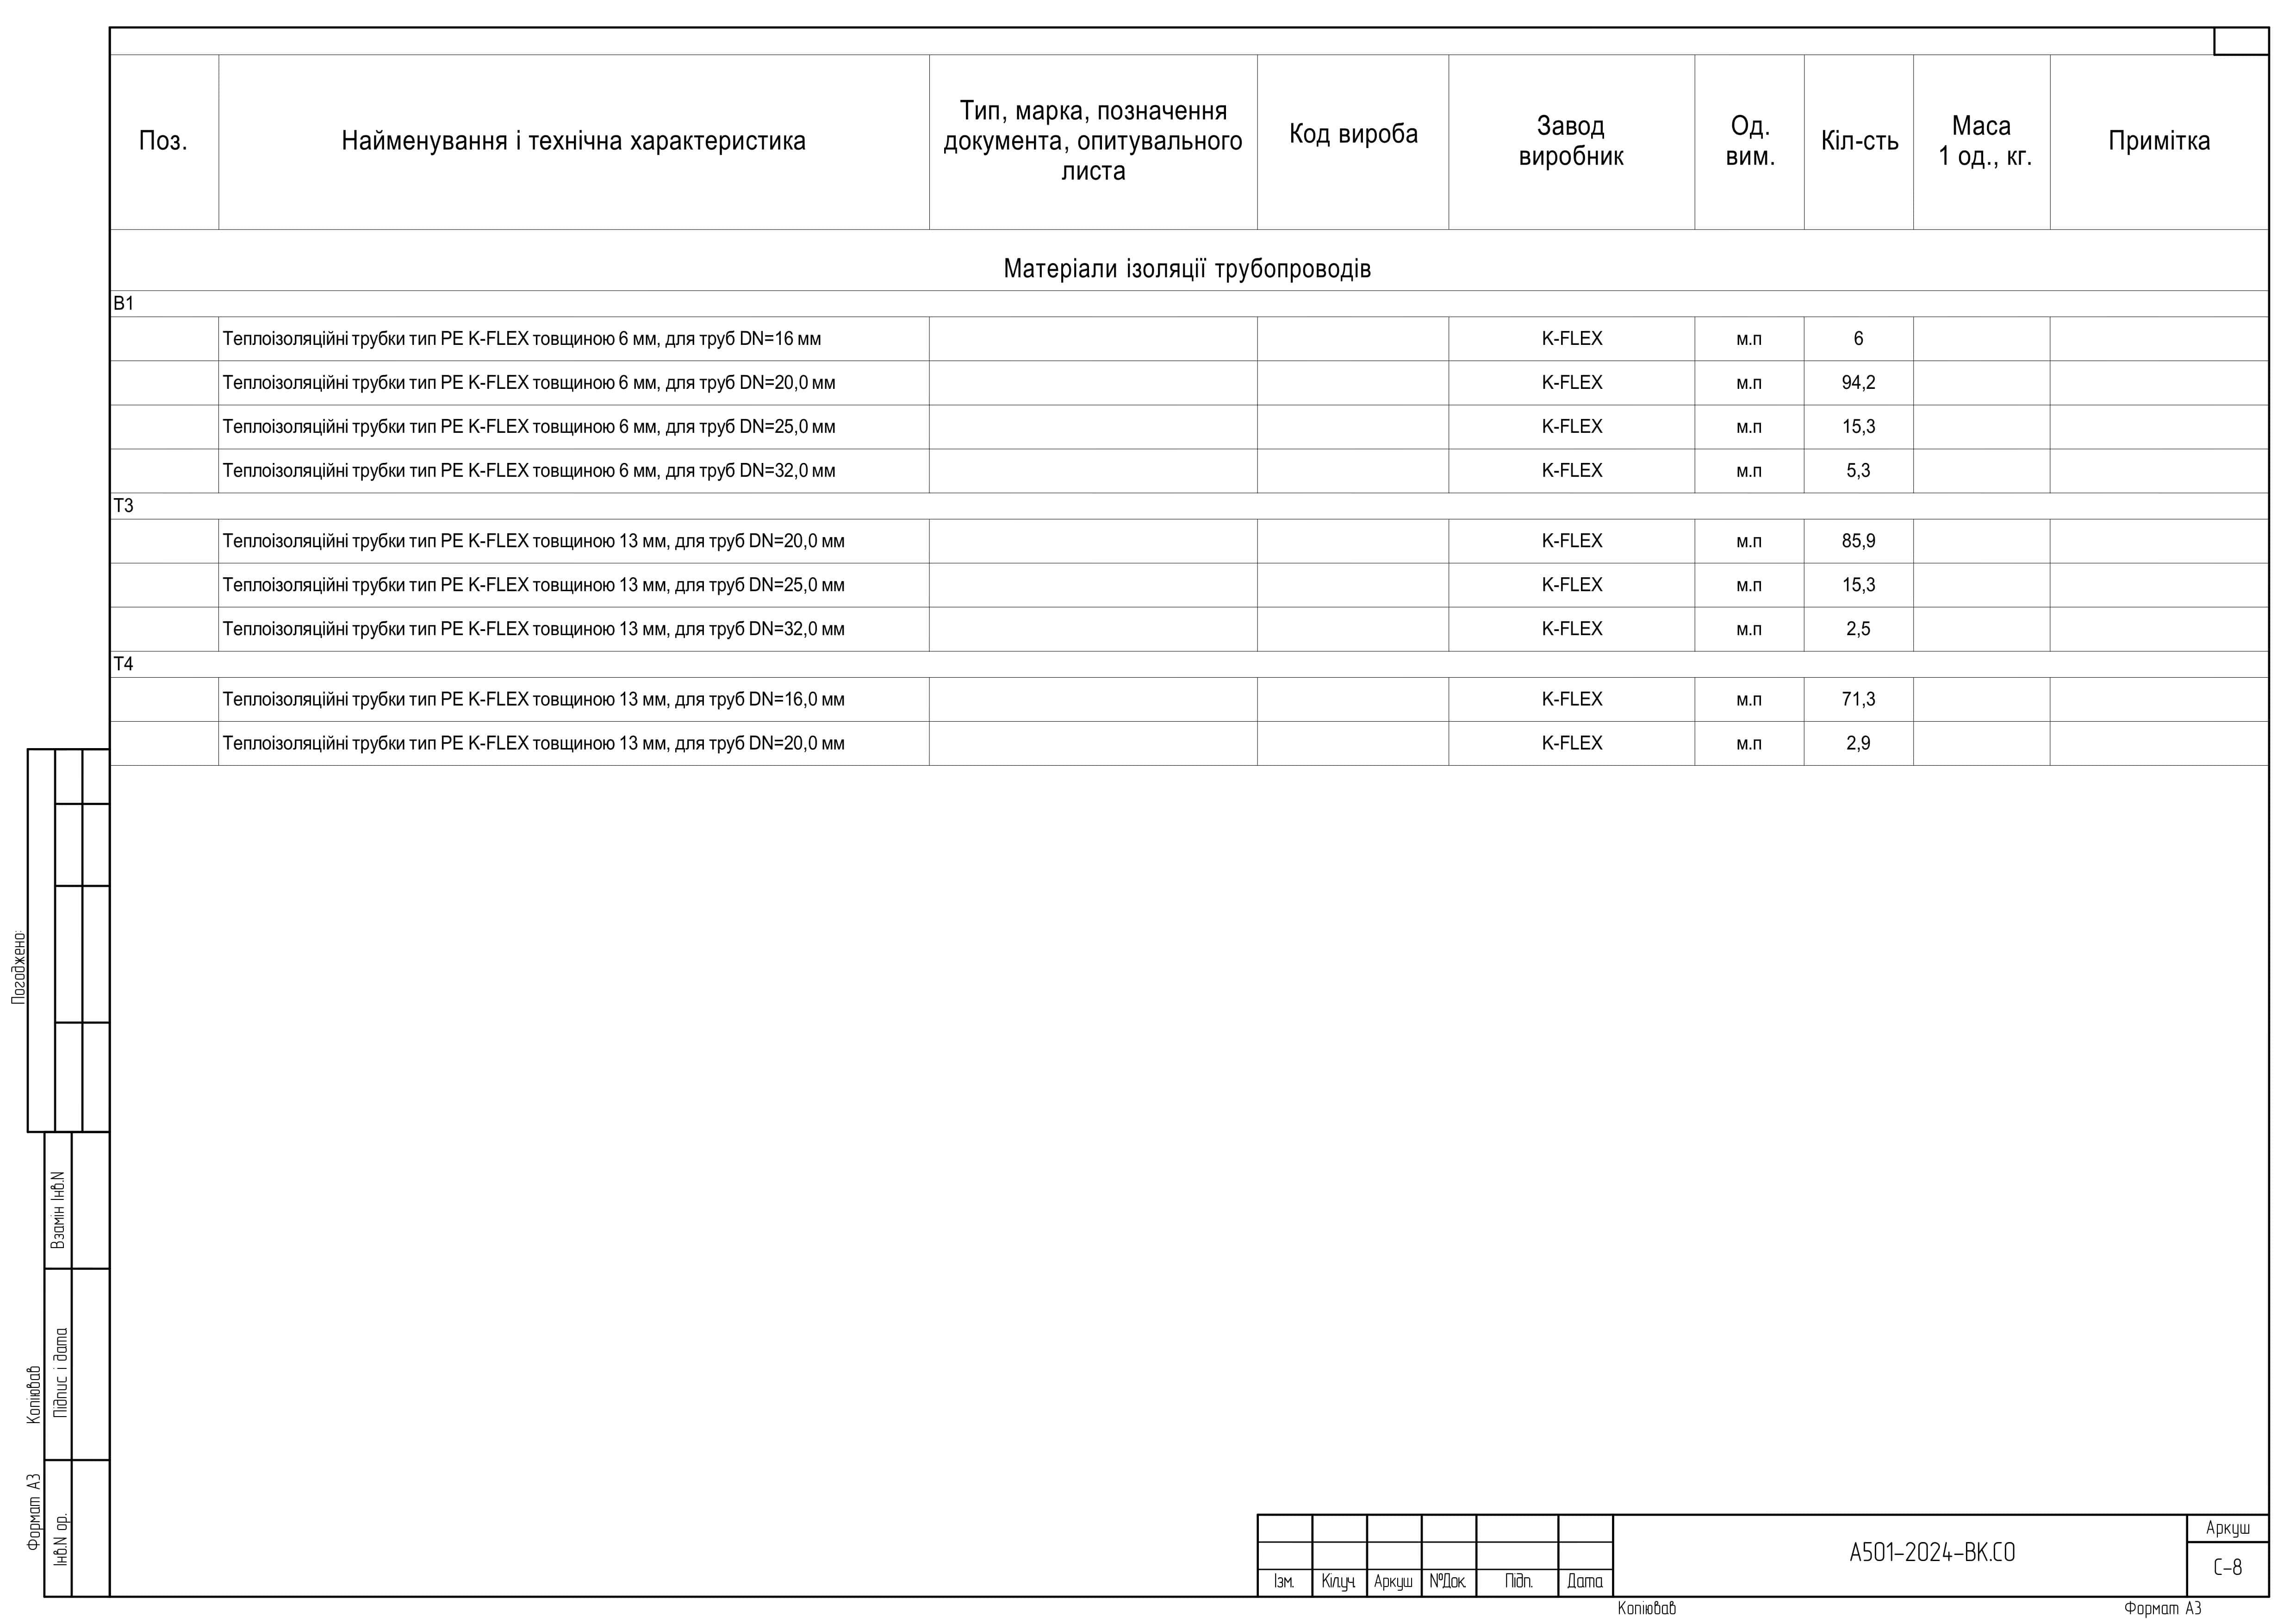 Поз.
Найменування і технічна характеристика
Тип, марка, позначення
документа, опитувального
листа
Код вироба
Завод
виробник
Од.
вим.
Кіл-сть
Маса
1 од., кг.
Примітка
Матеріали ізоляції трубопроводів
В1
Теплоізоляційні трубки тип PE K-FLEX товщиною 6 мм, для труб DN=16 мм K-FLEX м.п 6
Теплоізоляційні трубки тип PE K-FLEX товщиною 6 мм, для труб DN=20,0 мм K-FLEX м.п 94,2
Теплоізоляційні трубки тип PE K-FLEX товщиною 6 мм, для труб DN=25,0 мм K-FLEX м.п 15,3
Теплоізоляційні трубки тип PE K-FLEX товщиною 6 мм, для труб DN=32,0 мм K-FLEX м.п 5,3
Т3
Теплоізоляційні трубки тип PE K-FLEX товщиною 13 мм, для труб DN=20,0 мм K-FLEX м.п 85,9
Теплоізоляційні трубки тип PE K-FLEX товщиною 13 мм, для труб DN=25,0 мм K-FLEX м.п 15,3
Теплоізоляційні трубки тип PE K-FLEX товщиною 13 мм, для труб DN=32,0 мм K-FLEX м.п 2,5
Т4
Теплоізоляційні трубки тип PE K-FLEX товщиною 13 мм, для труб DN=16,0 мм K-FLEX м.п 71,3
Теплоізоляційні трубки тип PE K-FLEX товщиною 13 мм, для труб DN=20,0 мм K-FLEX м.п 2,9
Погоджено:
Взамін Інв.N
Підпис і дата
Копіював
Інв.N ор.
Формат А3
Ізм. Кіл.уч. Аркуш №Док. Підп. Дата
А501-2024-ВК.СО
Аркуш
С-8
Копіював
Формат А3